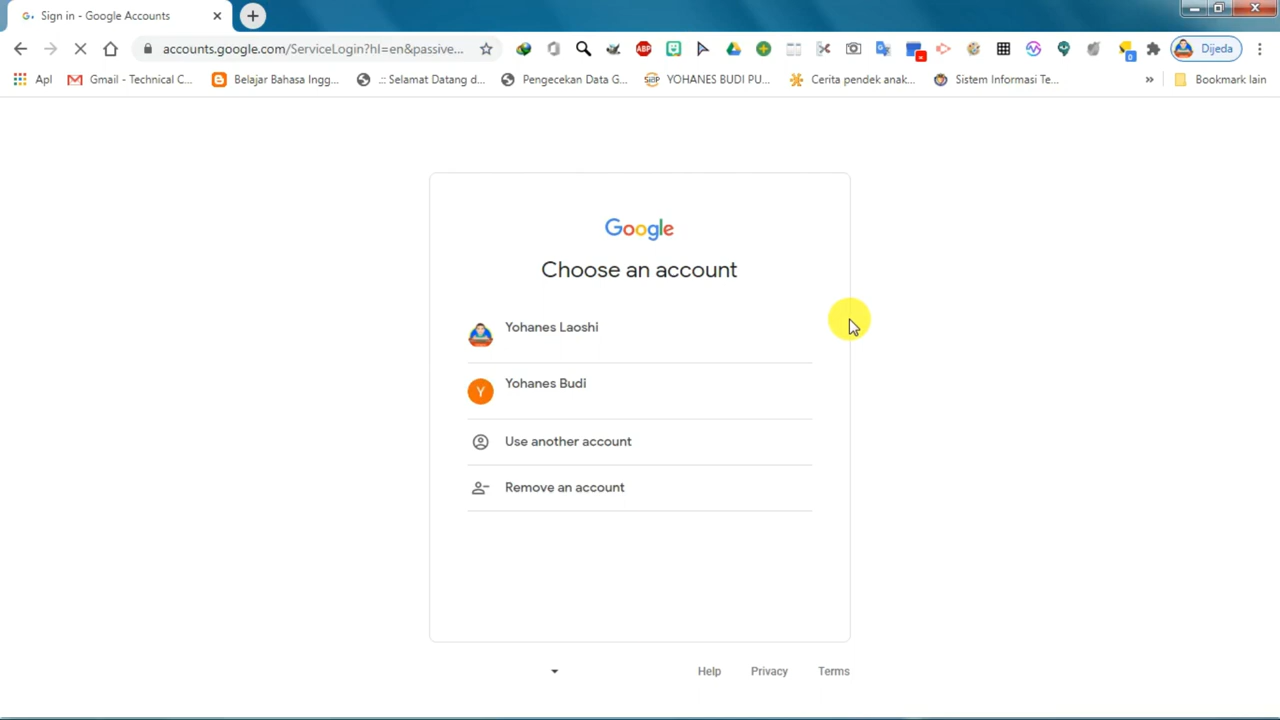 Sign in - Google Accounts
accounts.google.com/ServiceLogin?hl=en&passive...
ABP
0
Dijeda
Apl
Gmail - Technical C...
Belajar Bahasa Ingg...
.:: Selamat Datang d...
Pengecekan Data G...
YOHANES BUDI PU...
Cerita pendek anak...
Sistem Informasi Te...
»
Bookmark lain
Google
Choose an account
Yohanes Laoshi
Y
Yohanes Budi
Use another account
Remove an account
Help
Privacy
Terms